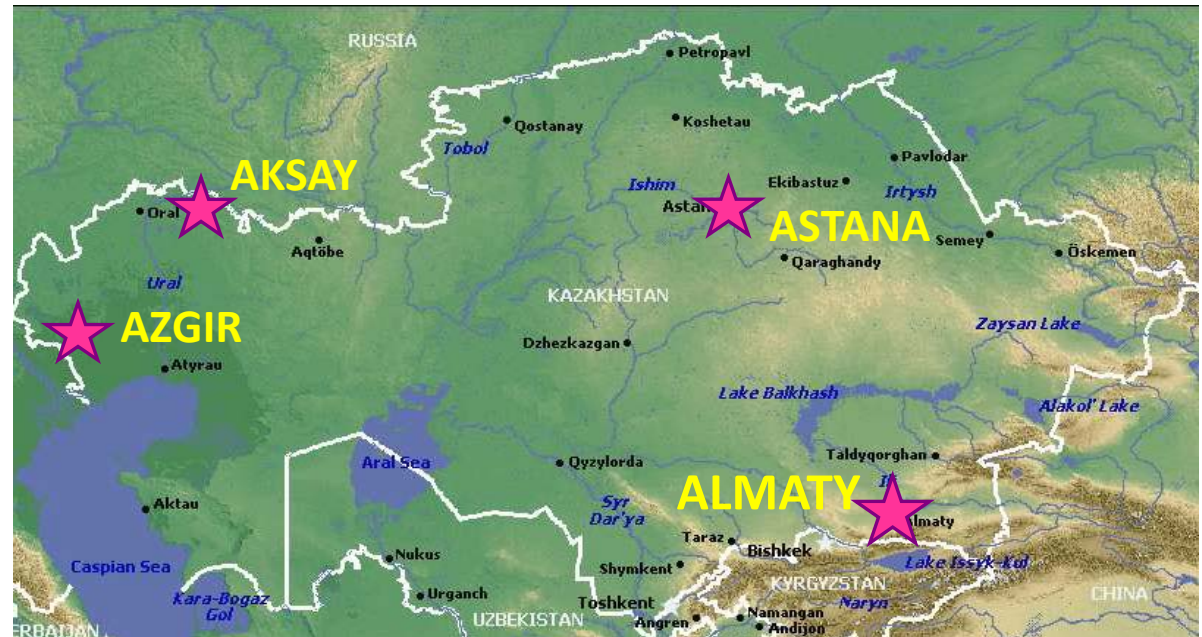 RUSSIA
Petropavl
Qostanay
Koshetau
Tobol
Pavlodar
AKSAY
Ishim
Ekibastuz
Irtysh
Oral
ASTANA
Semey
Aqtöbe
Öskemen
Qaraghandy
Ural
KAZAKHSTAN
AZGIR
Zaysan Lake
Dzhezkazgan
Atyrau
Lake Balkhash
Alakol' Lake
Taldyqorghan
Aral Sea
Qyzylorda
ALMATY
Aktau
Syr
Dar'ya
lmaty
Taraz
Bishkek
Nukus
Lake Issyk-Kul
Caspian Sea
Shymkent
KYRGYZSTAN
CHINA
Kara-Bogaz
Gol
Urganch
Toshkent
Naryn
UZBEKISTAN
Namangan
Angren
Andijon
ERBAIJAN